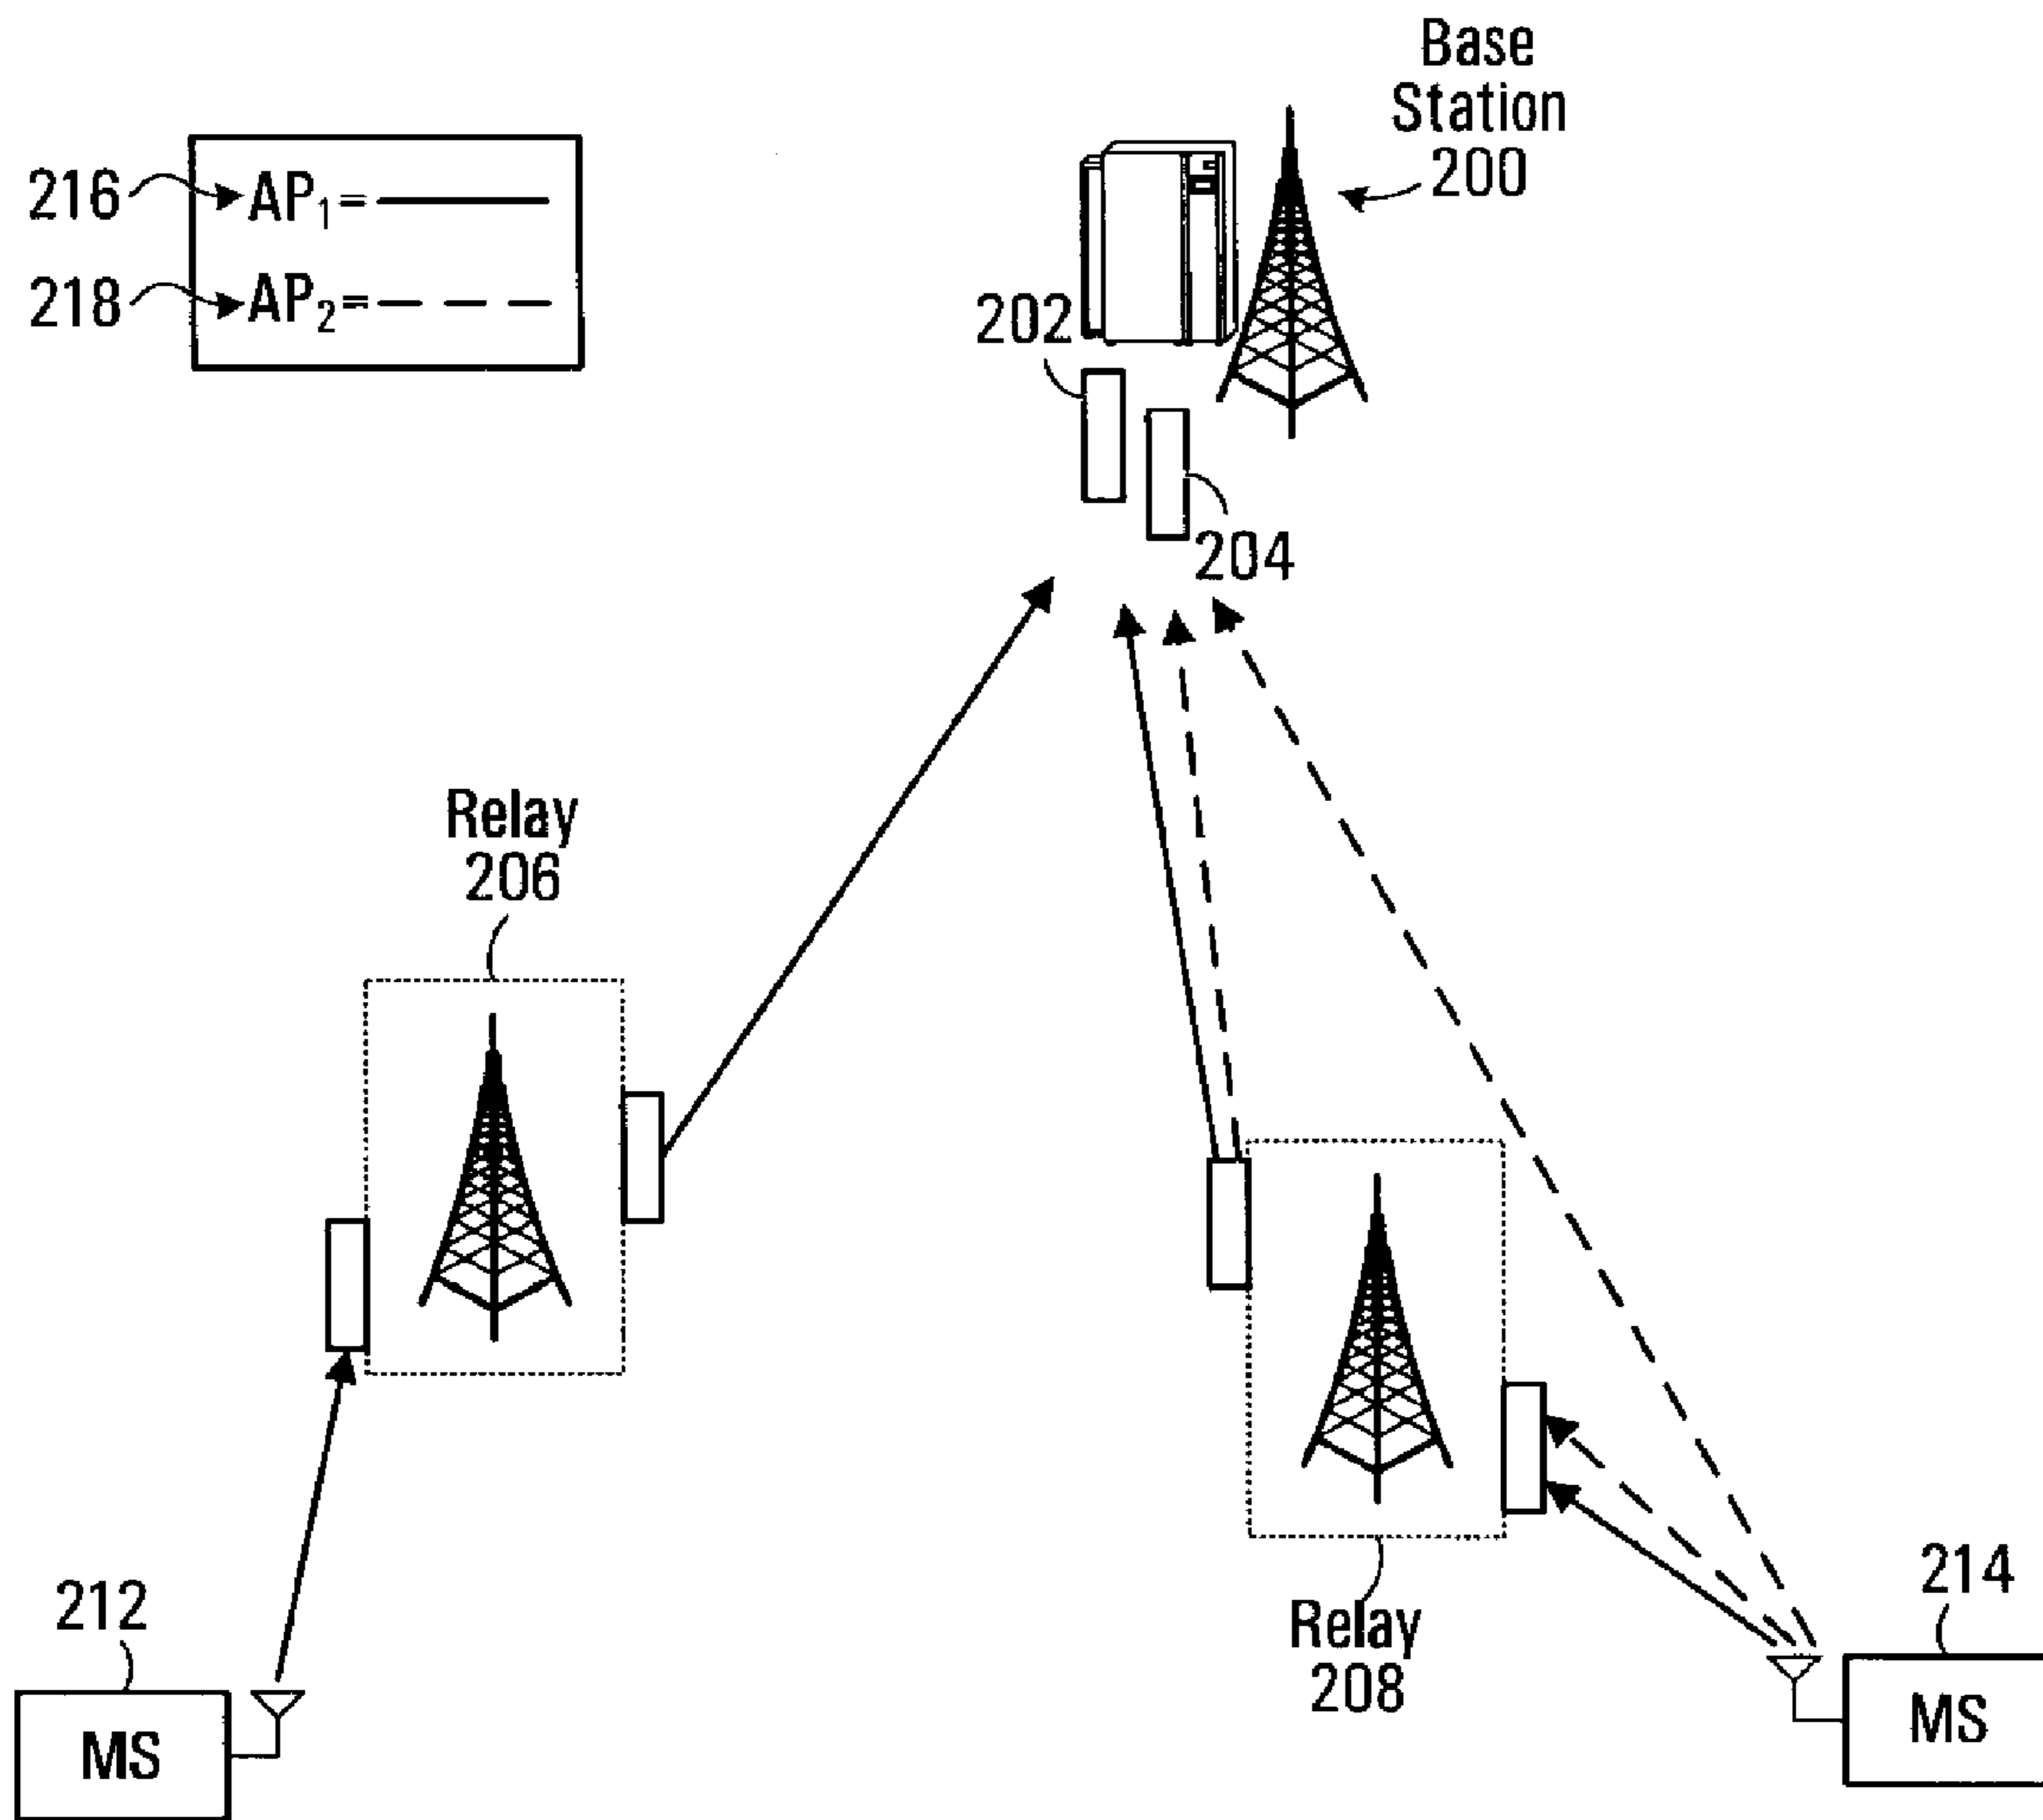 Base
Station
200
216
AP1=
218
AP2=
202
204
Relay
206
212
MS
Relay
208
214
MS